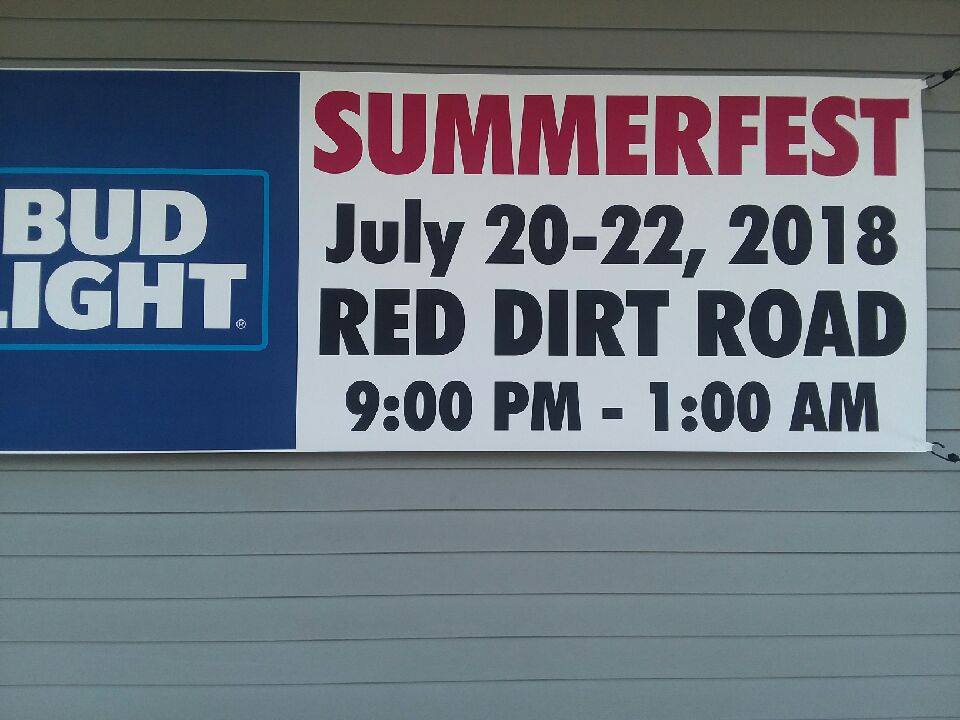 BUD
LIGHT®
SUMMERFEST
July 20-22, 2018
RED DIRT ROAD
9:00 PM - 1:00 AM